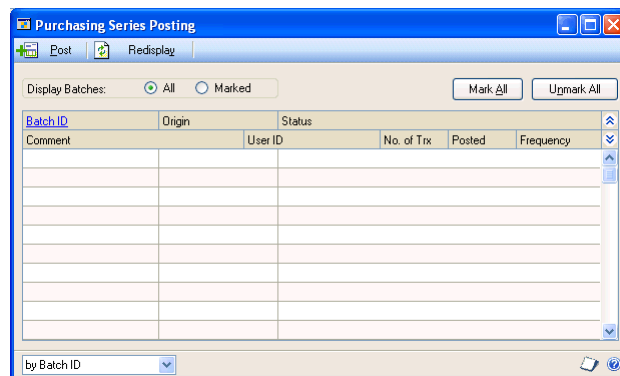 Purchasing Series Posting
Post Redisplay
Display Batches: All Marked Mark All Unmark All
Batch ID Origin Status
Comment User ID No. of Trx Posted Frequency
by Batch ID